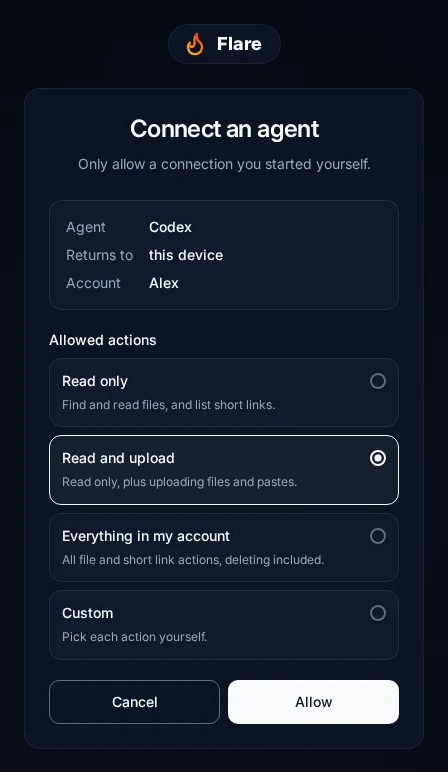 Flare
Connect an agent
Only allow a connection you started yourself.
Agent Codex
Returns to this device
Account Alex
Allowed actions
Read only
Find and read files, and list short links.
Read and upload
Read only, plus uploading files and pastes.
Everything in my account
All file and short link actions, deleting included.
Custom
Pick each action yourself.
Cancel Allow